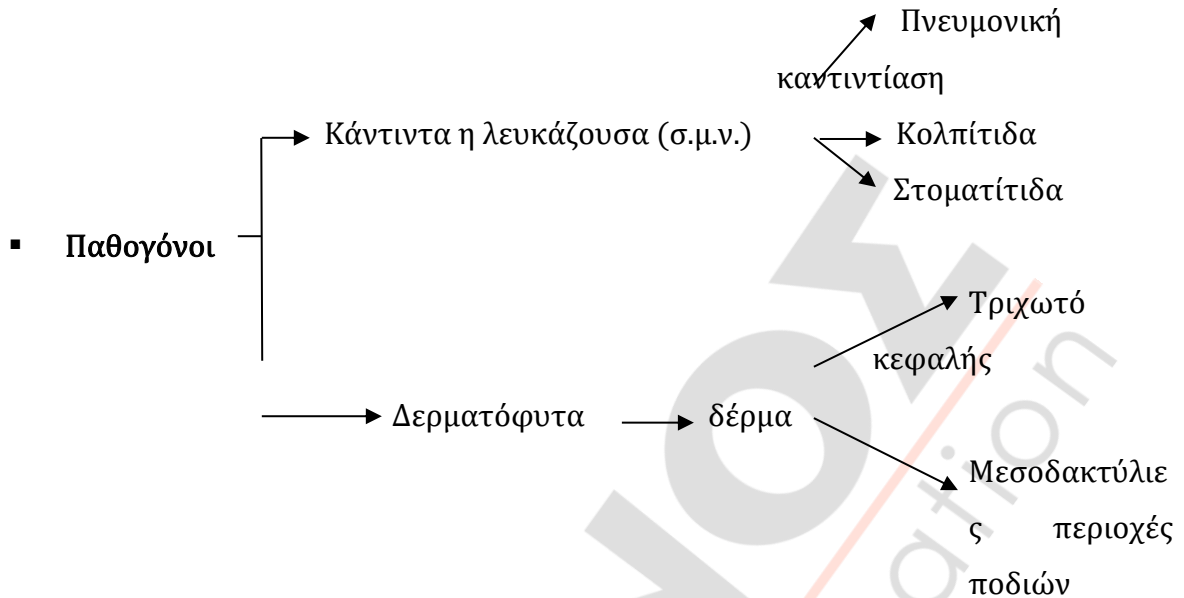 Πνευμονική
καντιντίαση
Κάντιντα η λευκάζουσα (σ.μ.ν.) Κολπίτιδα
Στοματίτιδα
▪ Παθογόνοι
Τριχωτό
κεφαλής
Δερματόφυτα δέρμα
Μεσοδακτύλιε
ς περιοχές
ποδιών